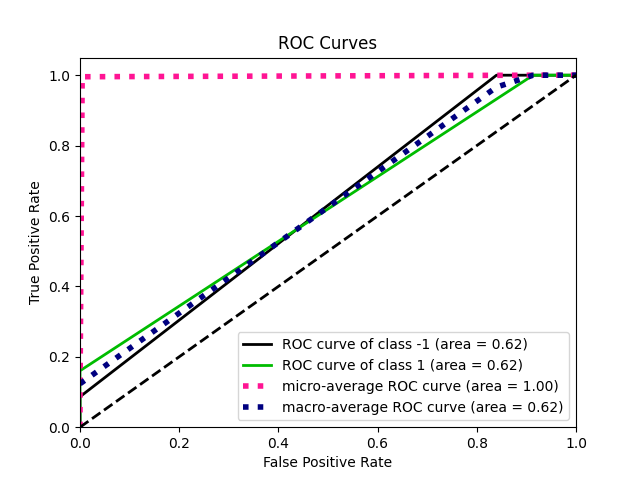 ROC Curves
1.0
0.8
0.6
0.4
0.2
0.0
True Positive Rate
ROC curve of class -1 (area = 0.62)
ROC curve of class 1 (area = 0.62)
micro-average ROC curve (area = 1.00)
macro-average ROC curve (area = 0.62)
0.0 0.2 0.4 0.6 0.8 1.0
False Positive Rate